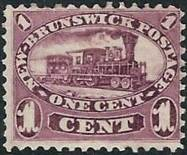 1 NEW-BRUNSWICK POSTAGE 1
ONE CENT
1 CENT 1